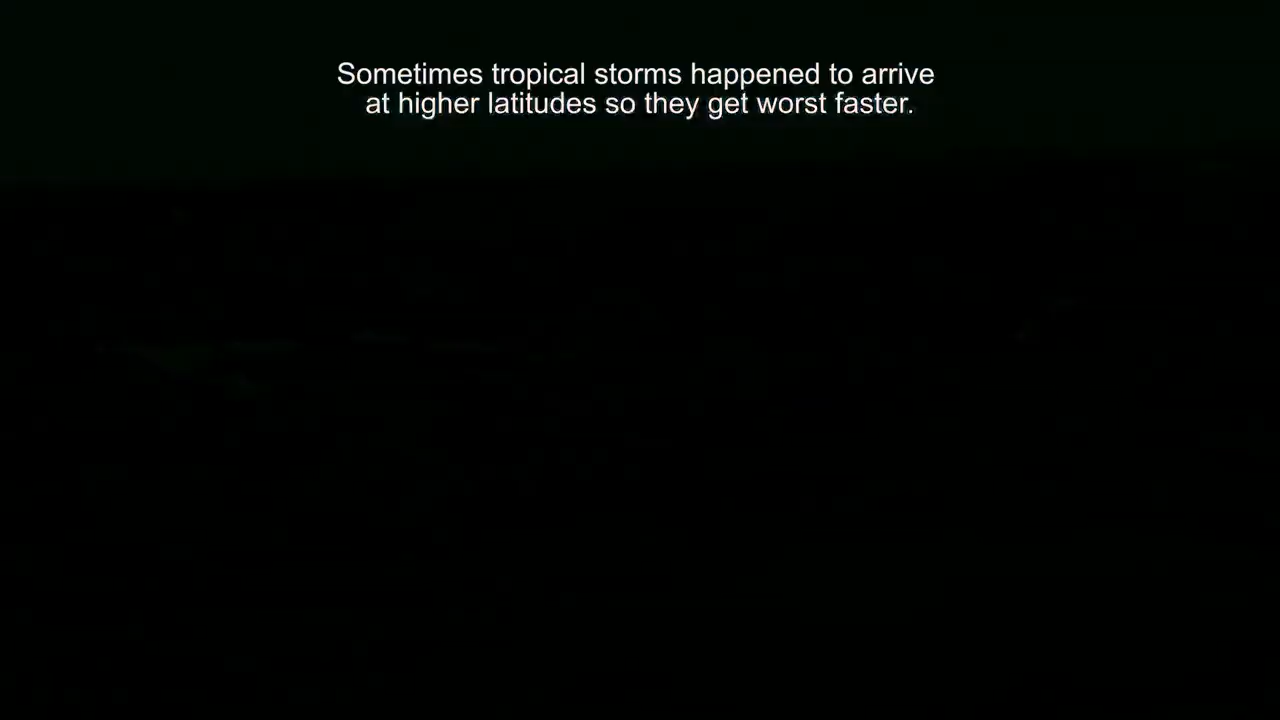 Sometimes tropical storms happened to arrive
at higher latitudes so they get worst faster.